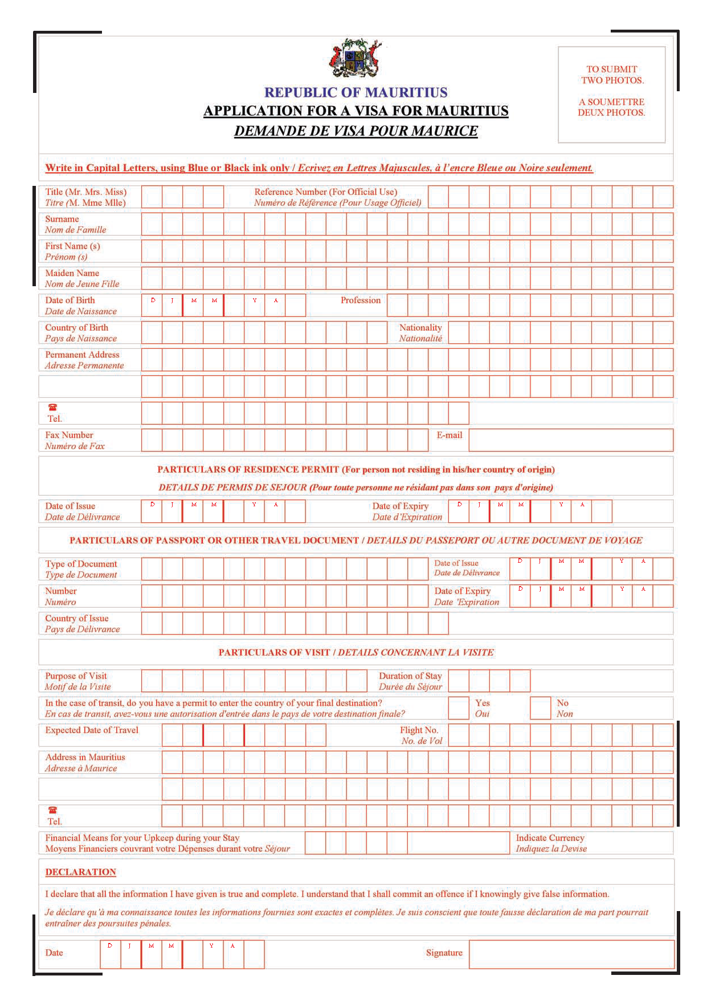 REPUBLIC OF MAURITIUS
APPLICATION FOR A VISA FOR MAURITIUS
DEMANDE DE VISA POUR MAURICE
TO SUBMIT
TWO PHOTOS.
A SOUMETTRE
DEUX PHOTOS.
Write in Capital Letters, using Blue or Black ink only / Ecrivez en Lettres Majuscules, à l'encre Bleue ou Noire seulement.
Title (Mr. Mrs. Miss) Reference Number (For Official Use)
Titre (M. Mme Mlle) Numéro de Référence (Pour Usage Officiel)
Surname
Nom de Famille
First Name (s)
Prénom (s)
Maiden Name
Nom de Jeune Fille
Date of Birth D J M M Y A Profession
Date de Naissance
Country of Birth Nationality
Pays de Naissance Nationalité
Permanent Address
Adresse Permanente
☎
Tel.
Fax Number E-mail
Numéro de Fax
PARTICULARS OF RESIDENCE PERMIT (For person not residing in his/her country of origin)
DETAILS DE PERMIS DE SEJOUR (Pour toute personne ne résidant pas dans son pays d'origine)
Date of Issue D J M M Y A Date of Expiry D J M M Y A
Date de Délivrance Date d'Expiration
PARTICULARS OF PASSPORT OR OTHER TRAVEL DOCUMENT / DETAILS DU PASSEPORT OU AUTRE DOCUMENT DE VOYAGE
Type of Document Date of Issue D J M M Y A
Type de Document Date de Délivrance
Number Date of Expiry D J M M Y A
Numéro Date 'Expiration
Country of Issue
Pays de Délivrance
PARTICULARS OF VISIT / DETAILS CONCERNANT LA VISITE
Purpose of Visit Duration of Stay
Motif de la Visite Durée du Séjour
In the case of transit, do you have a permit to enter the country of your final destination? Yes No
En cas de transit, avez-vous une autorisation d'entrée dans le pays de votre destination finale? Oui Non
Expected Date of Travel Flight No.
No. de Vol
Address in Mauritius
Adresse à Maurice
☎
Tel.
Financial Means for your Upkeep during your Stay Indicate Currency
Moyens Financiers couvrant votre Dépenses durant votre Séjour Indiquez la Devise
DECLARATION
I declare that all the information I have given is true and complete. I understand that I shall commit an offence if I knowingly give false information.
Je déclare qu'à ma connaissance toutes les informations fournies sont exactes et complètes. Je suis conscient que toute fausse déclaration de ma part pourrait
entraîner des poursuites pénales.
Date D J M M Y A Signature